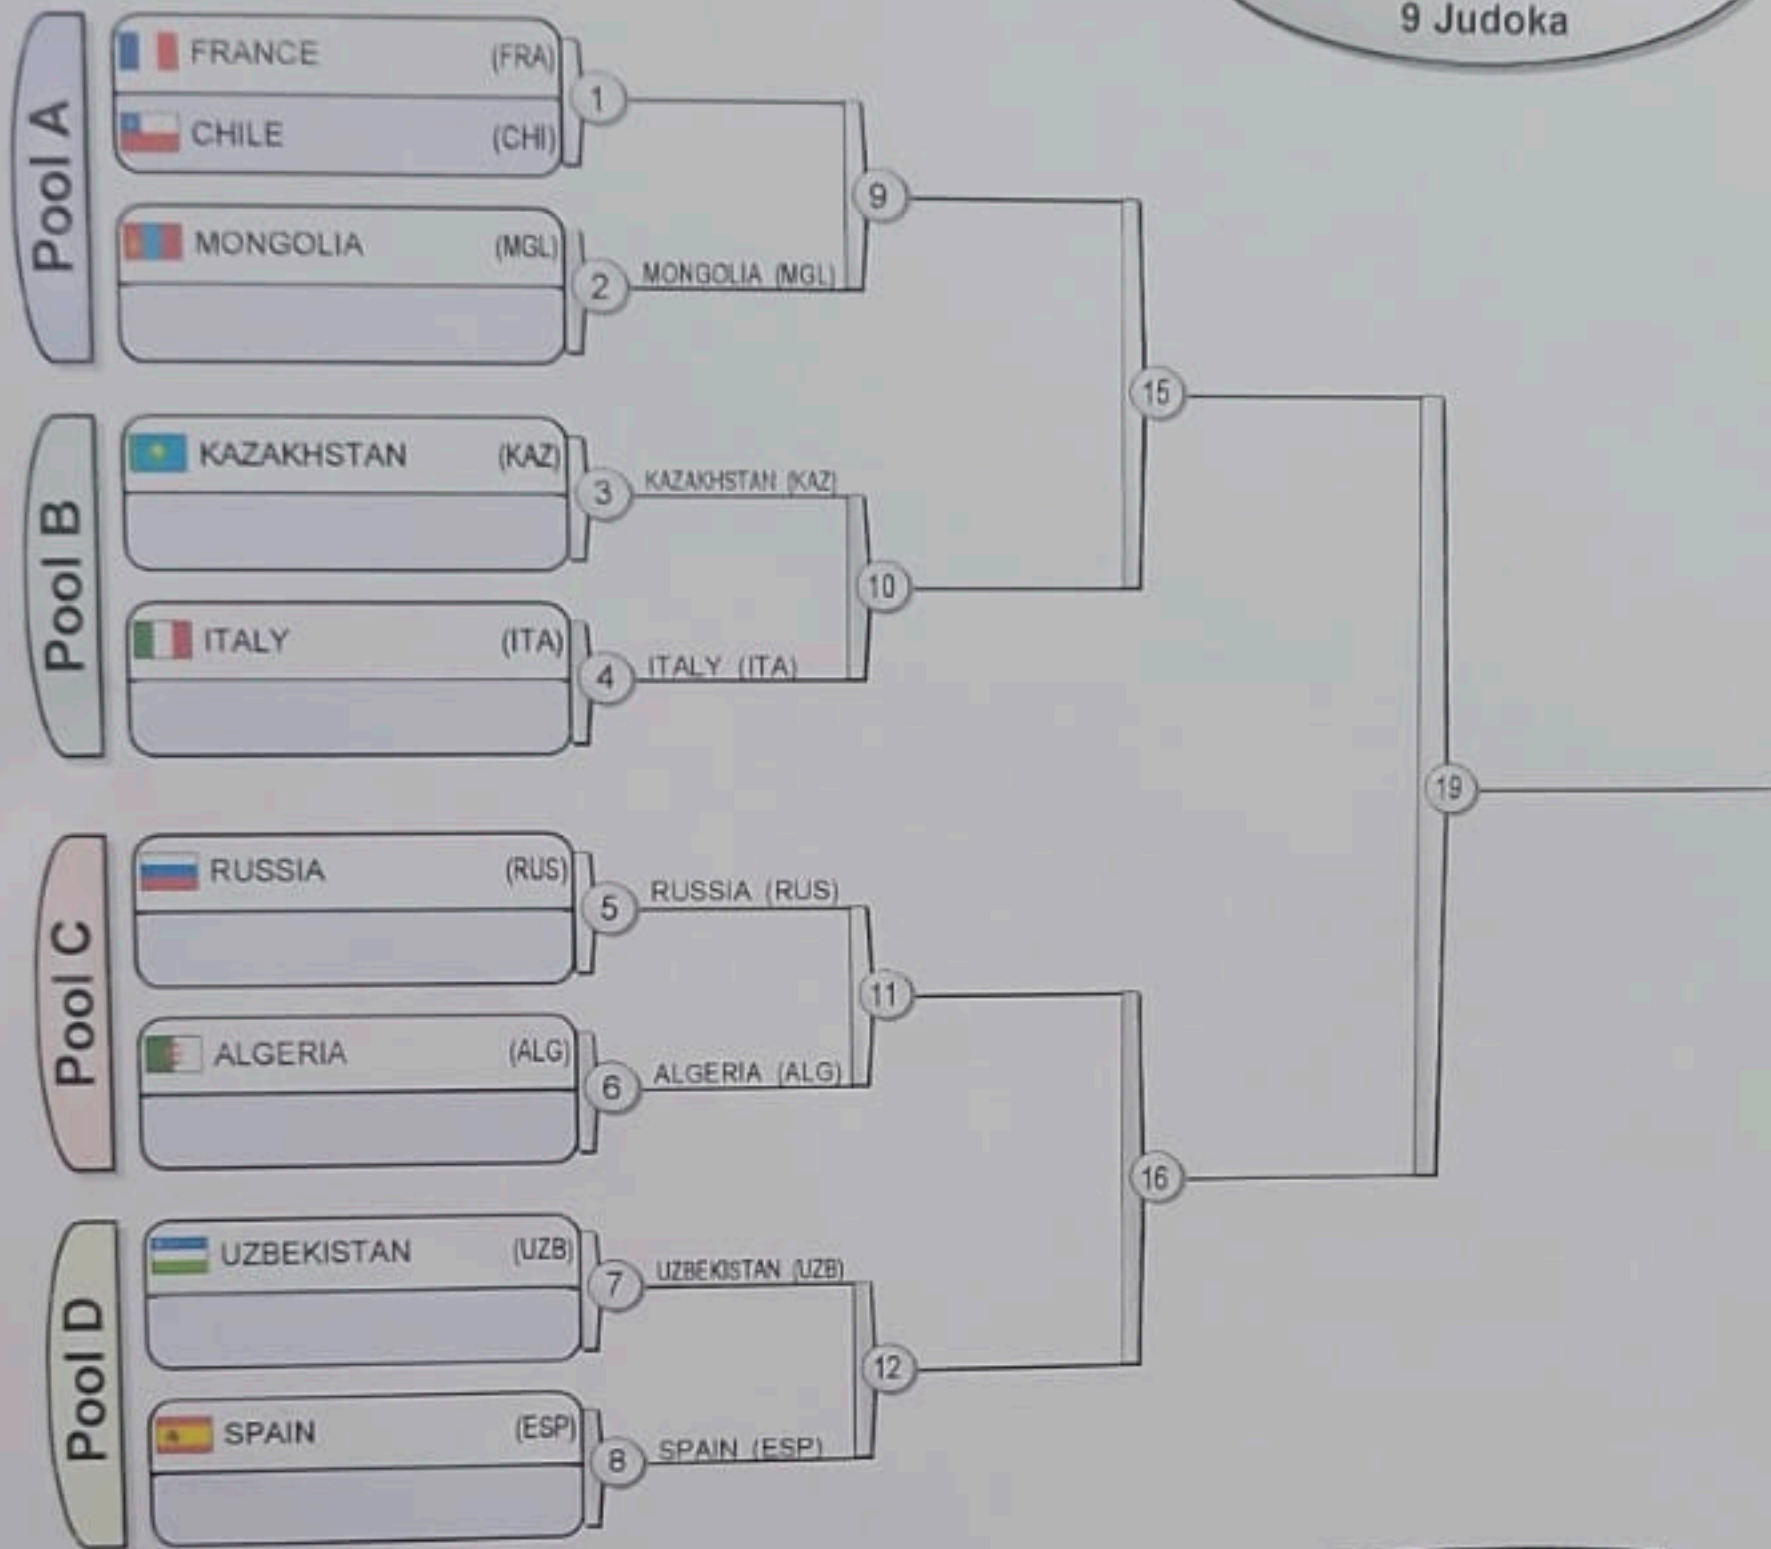 9 Judoka
Pool A
FRANCE (FRA)
CHILE (CHI)
1
MONGOLIA (MGL)
2
MONGOLIA (MGL)
9
Pool B
KAZAKHSTAN (KAZ)
3
KAZAKHSTAN (KAZ)
ITALY (ITA)
4
ITALY (ITA)
10
15
Pool C
RUSSIA (RUS)
5
RUSSIA (RUS)
ALGERIA (ALG)
6
ALGERIA (ALG)
11
Pool D
UZBEKISTAN (UZB)
7
UZBEKISTAN (UZB)
SPAIN (ESP)
8
SPAIN (ESP)
12
16
19